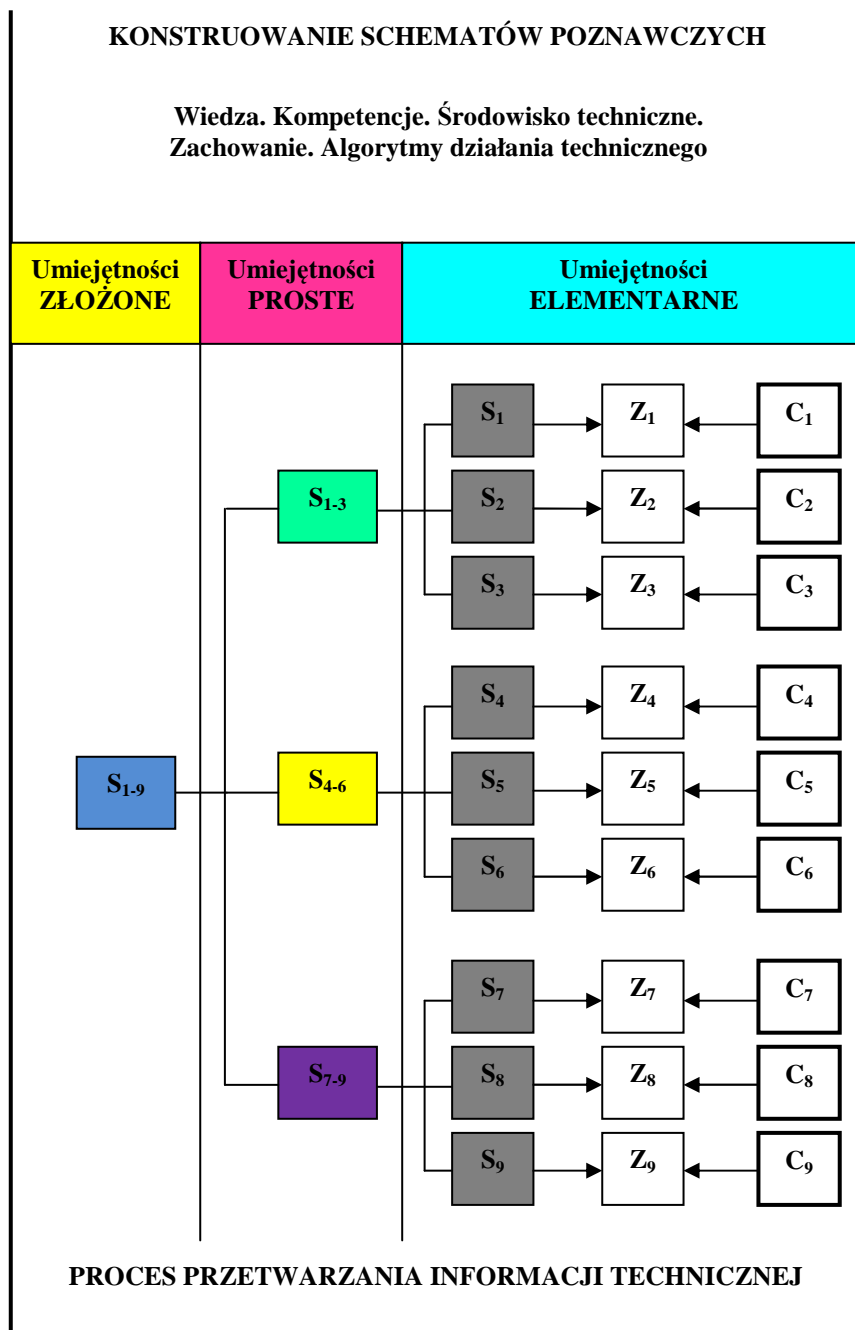 KONSTRUOWANIE SCHEMATÓW POZNAWCZYCH
Wiedza. Kompetencje. Środowisko techniczne.
Zachowanie. Algorytmy działania technicznego
Umiejętności
ZŁOŻONE
Umiejętności
PROSTE
Umiejętności
ELEMENTARNE
S₁ Z₁ C₁
S₁₋₃ S₂ Z₂ C₂
S₃ Z₃ C₃
S₄ Z₄ C₄
S₁₋₉ S₄₋₆ S₅ Z₅ C₅
S₆ Z₆ C₆
S₇ Z₇ C₇
S₇₋₉ S₈ Z₈ C₈
S₉ Z₉ C₉
PROCES PRZETWARZANIA INFORMACJI TECHNICZNEJ